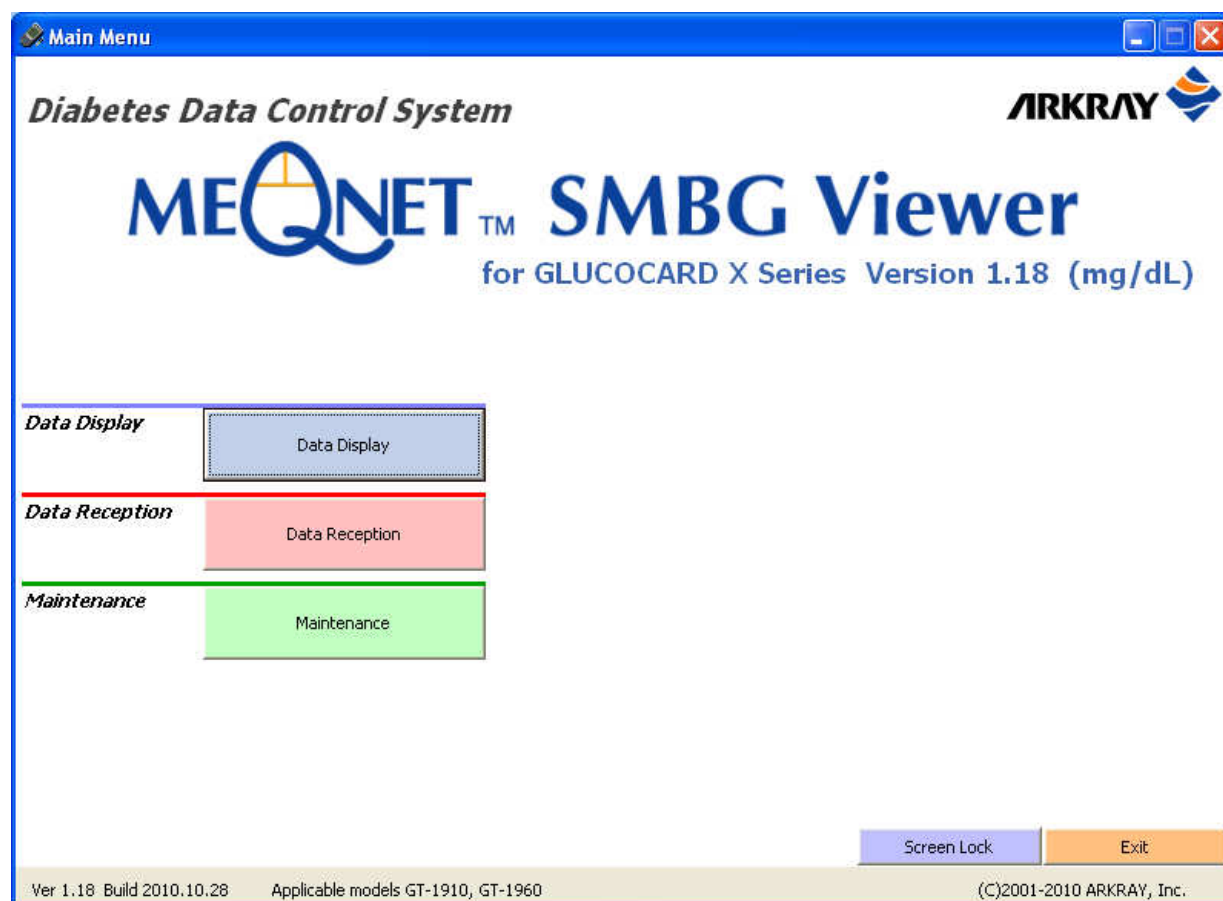 Main Menu
Diabetes Data Control System
ARKRAY
MEQNET TM SMBG Viewer
for GLUCOCARD X Series Version 1.18 (mg/dL)
Data Display
Data Display
Data Reception
Data Reception
Maintenance
Maintenance
Screen Lock Exit
Ver 1.18 Build 2010.10.28 Applicable models GT-1910, GT-1960 (C)2001-2010 ARKRAY, Inc.